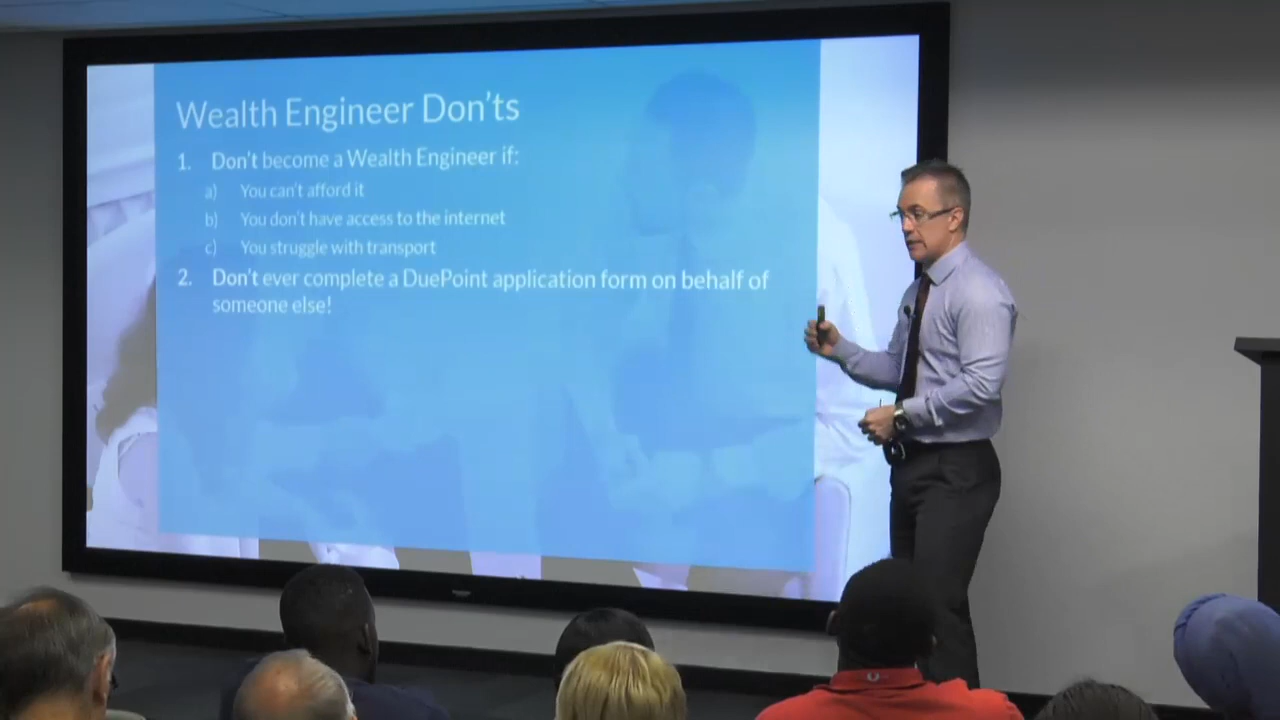 Wealth Engineer Don'ts
1. Don't become a Wealth Engineer if:
a) You can't afford it
b) You don't have access to the internet
c) You struggle with transport
2. Don't ever complete a DuePoint application form on behalf of
someone else!